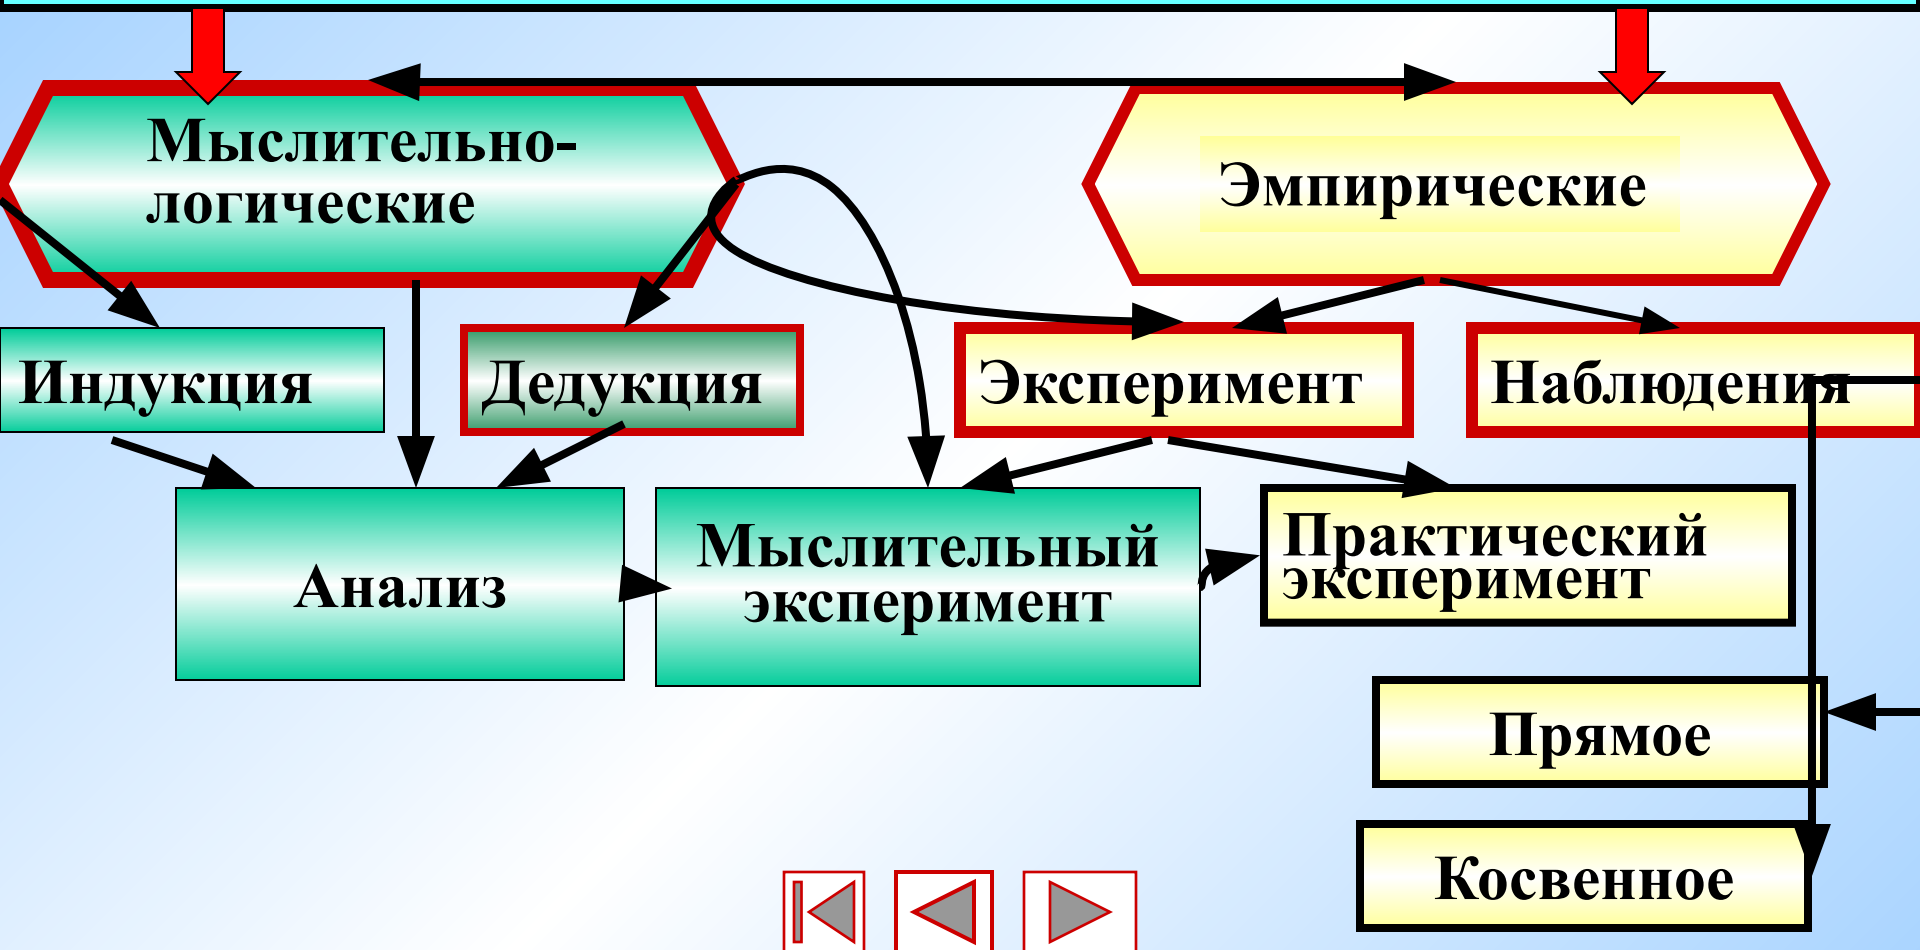 Мыслительно-
логические
Эмпирические
Индукция
Дедукция
Эксперимент
Наблюдения
Анализ
Мыслительный
эксперимент
Практический
эксперимент
Прямое
Косвенное